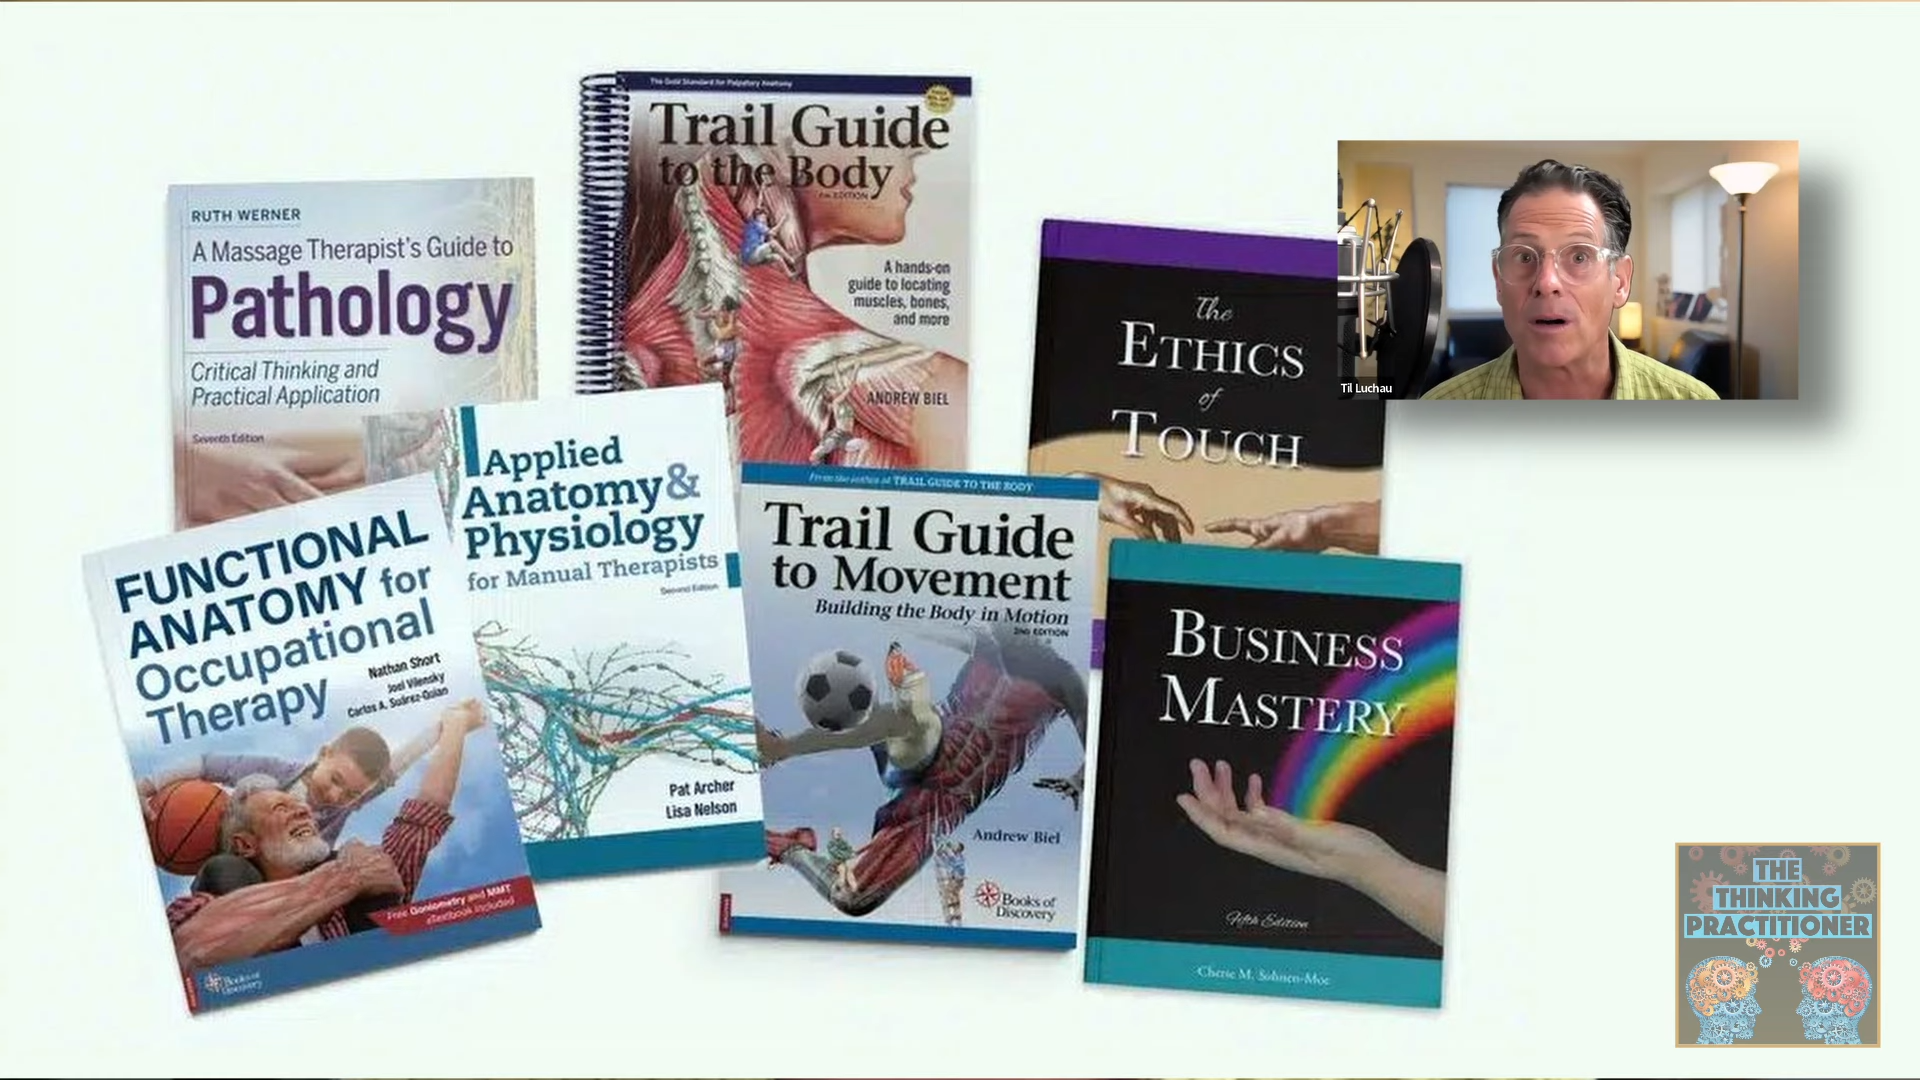 RUTH WERNER
A Massage Therapist's Guide to
Pathology
Critical Thinking and
Practical Application
Seventh Edition
The Gold Standard for Palpatory Anatomy
Trail Guide
to the Body
EDITION
A hands-on
guide to locating
muscles, bones,
and more
ANDREW BIEL
The
ETHICS
of
TOUCH
Til Luchau
FUNCTIONAL
ANATOMY for
Occupational
Therapy
Nathan Short
Joel Vilensky
Carlos A. Suárez-Quian
Free Goniometry and MMT
eTextbook Included
Books of
Discovery
Applied
Anatomy &
Physiology
for Manual Therapists
Second Edition
Pat Archer
Lisa Nelson
From the author of TRAIL GUIDE TO THE BODY
Trail Guide
to Movement
Building the Body in Motion
2ND EDITION
Andrew Biel
Books of
Discovery
BUSINESS
MASTERY
Fifth Edition
Cherie M. Sohnen-Moe
THE
THINKING
PRACTITIONER